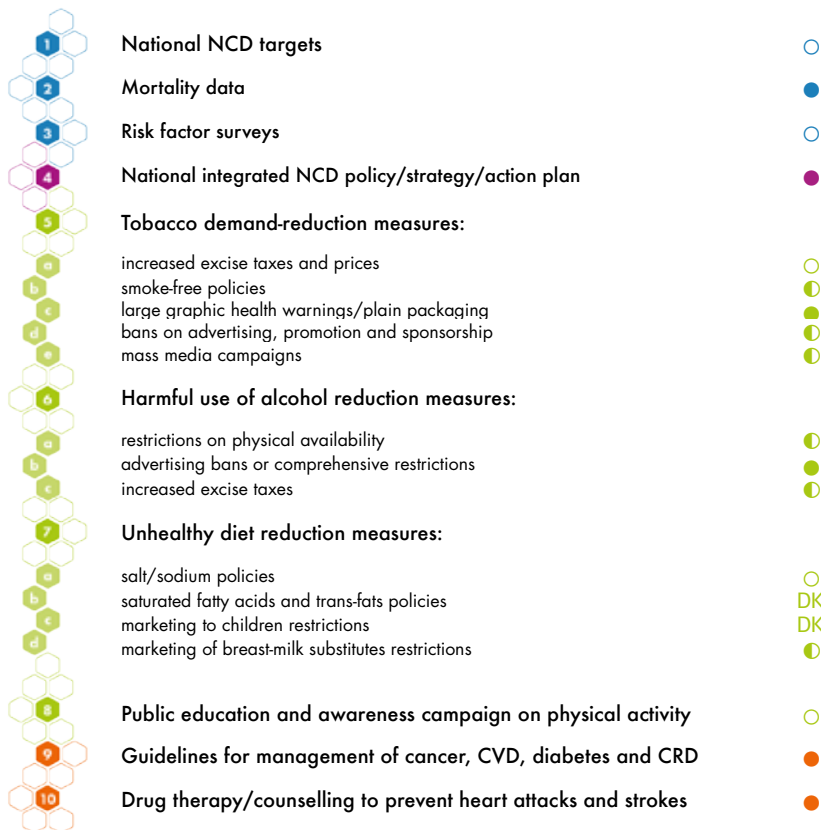 1 National NCD targets ○
2 Mortality data ●
3 Risk factor surveys ○
4 National integrated NCD policy/strategy/action plan ●
5 Tobacco demand-reduction measures:
a increased excise taxes and prices ○
b smoke-free policies ◐
c large graphic health warnings/plain packaging ●
d bans on advertising, promotion and sponsorship ◐
e mass media campaigns ◐
6 Harmful use of alcohol reduction measures:
a restrictions on physical availability ◐
b advertising bans or comprehensive restrictions ●
c increased excise taxes ◐
7 Unhealthy diet reduction measures:
a salt/sodium policies ○
b saturated fatty acids and trans-fats policies DK
c marketing to children restrictions DK
d marketing of breast-milk substitutes restrictions ◐
8 Public education and awareness campaign on physical activity ○
9 Guidelines for management of cancer, CVD, diabetes and CRD ●
10 Drug therapy/counselling to prevent heart attacks and strokes ●